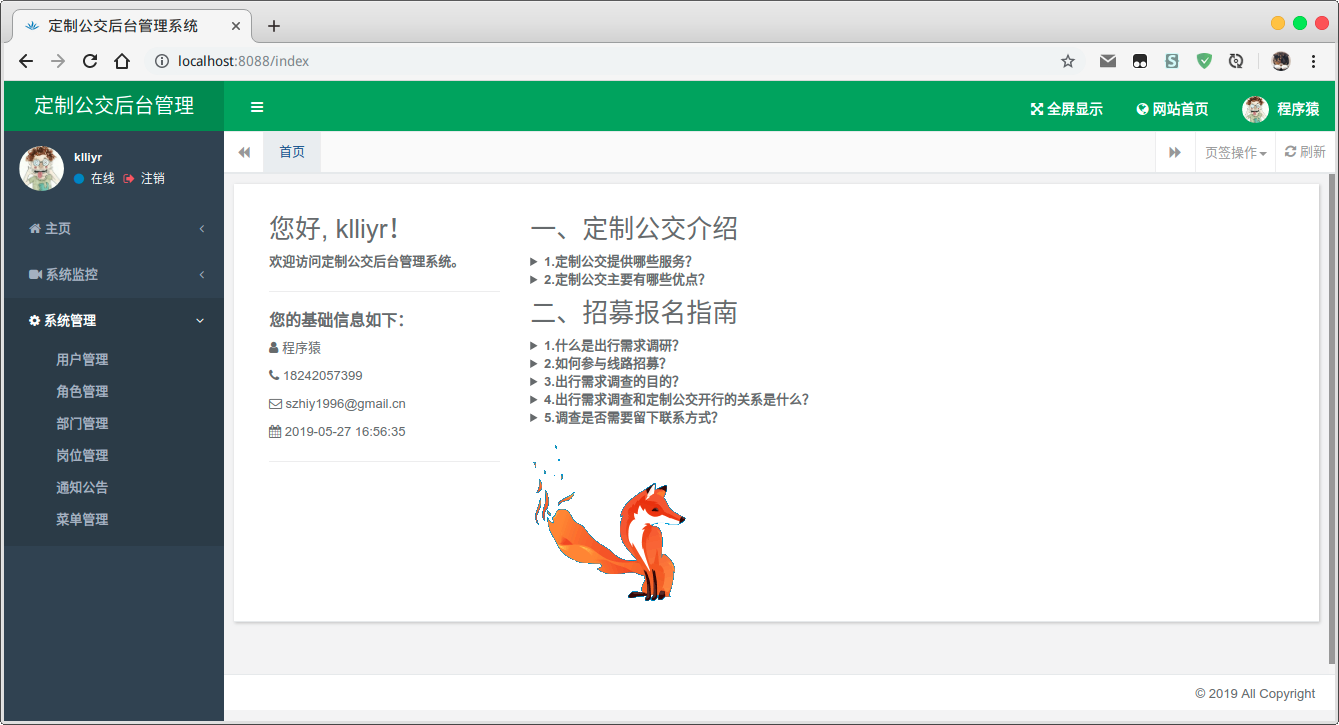 定制公交后台管理系统
localhost:8088/index
定制公交后台管理
全屏显示
网站首页
程序猿
klliyr
在线 注销
首页
页签操作
刷新
主页
系统监控
系统管理
用户管理
角色管理
部门管理
岗位管理
通知公告
菜单管理
您好, klliyr！
欢迎访问定制公交后台管理系统。
您的基础信息如下：
程序猿
18242057399
szhiy1996@gmail.cn
2019-05-27 16:56:35
一、定制公交介绍
1.定制公交提供哪些服务？
2.定制公交主要有哪些优点？
二、招募报名指南
1.什么是出行需求调研？
2.如何参与线路招募？
3.出行需求调查的目的？
4.出行需求调查和定制公交开行的关系是什么？
5.调查是否需要留下联系方式？
© 2019 All Copyright